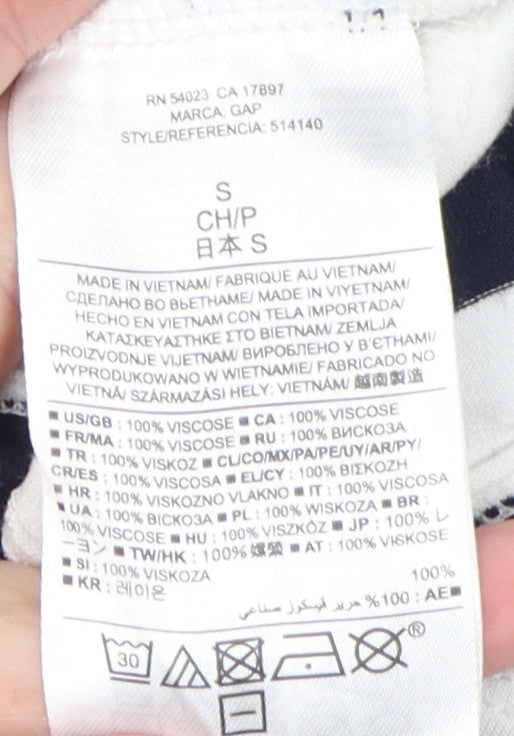 1/1
RN 54023 CA 17897
MARCA: GAP
STYLE/REFERENCIA: 514140
S
CH/P
日本 S
MADE IN VIETNAM/ FABRIQUE AU VIETNAM/
СДЕЛАНО ВО ВЬЕТНАМЕ/ MADE IN VIYETNAM/
HECHO EN VIETNAM CON TELA IMPORTADA/
ΚΑΤΑΣΚΕΥΑΣΤΗΚΕ ΣΤΟ ΒΙΕΤΝΑΜ/ ZEMLJA
PROIZVODNJE VIJETNAM/ ВИРОБЛЕНО У В'ЄТНАМІ/
WYPRODUKOWANO W WIETNAMIE/ FABRICADO NO
VIETNÃ/ SZÁRMAZÁSI HELY: VIETNÁM/ 越南製造
■ US/GB : 100% VISCOSE ■ CA : 100% VISCOSE
■ FR/MA : 100% VISCOSE ■ RU : 100% ВИСКОЗА
■ TR : 100% VISKOZ ■ CL/CO/MX/PA/PE/UY/AR/PY/
CR/ES : 100% VISCOSA ■ EL/CY : 100% ΒΙΣΚΟΖΗ
■ HR : 100% VISKOZNO VLAKNO ■ IT : 100% VISCOSA
■ UA : 100% ВІСКОЗА ■ PL : 100% WISKOZA ■ BR :
100% VISCOSE ■ HU : 100% VISZKÓZ ■ JP : 100% レ
ーヨン ■ TW/HK : 100% 嫘縈 ■ AT : 100% VISKOSE
■ SI : 100% VISKOZA
■ KR : 레이온 100%
■AE : 100% حرير فيسكوز صناعي
30
®